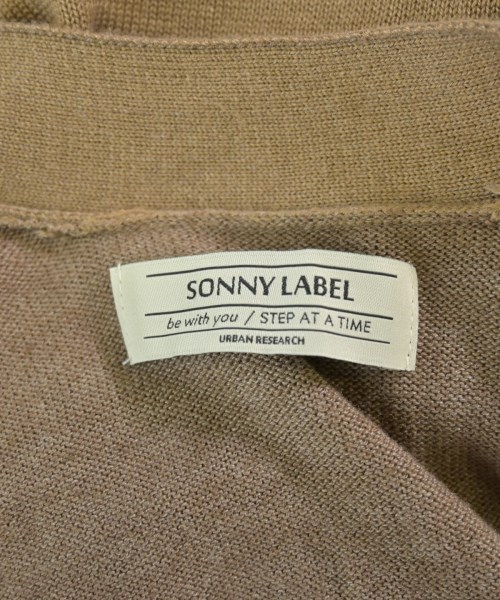 SONNY LABEL
be with you / STEP AT A TIME
URBAN RESEARCH